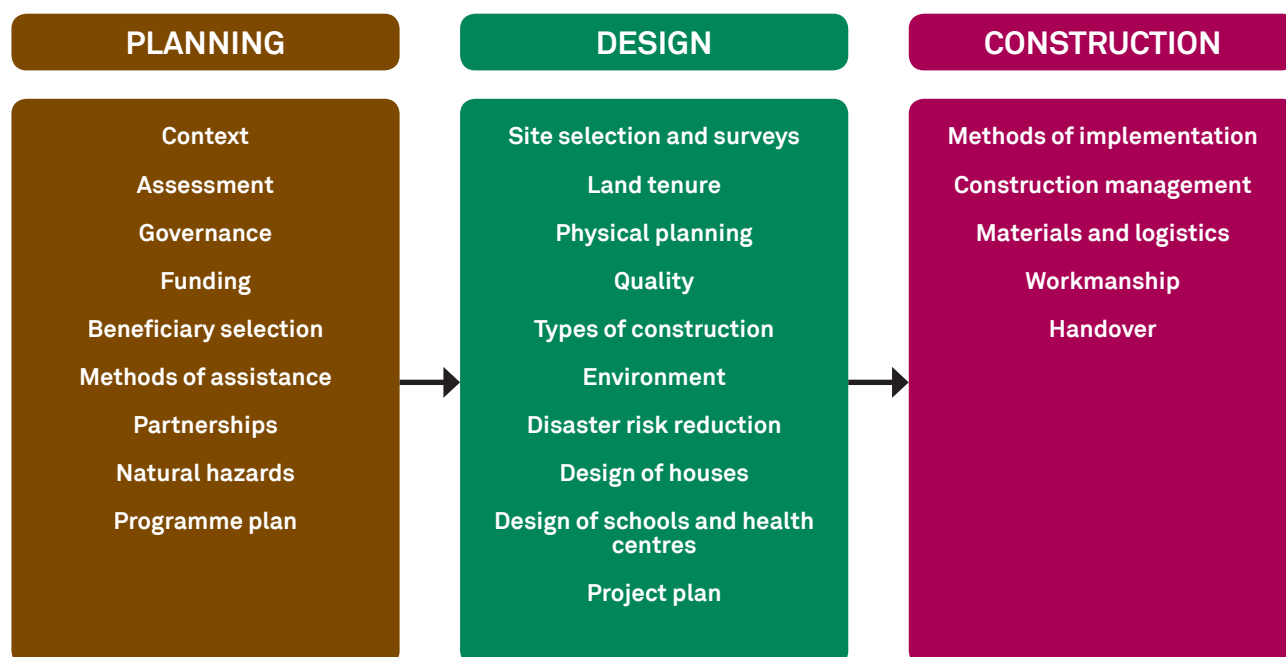 PLANNING
Context
Assessment
Governance
Funding
Beneficiary selection
Methods of assistance
Partnerships
Natural hazards
Programme plan
DESIGN
Site selection and surveys
Land tenure
Physical planning
Quality
Types of construction
Environment
Disaster risk reduction
Design of houses
Design of schools and health
centres
Project plan
CONSTRUCTION
Methods of implementation
Construction management
Materials and logistics
Workmanship
Handover